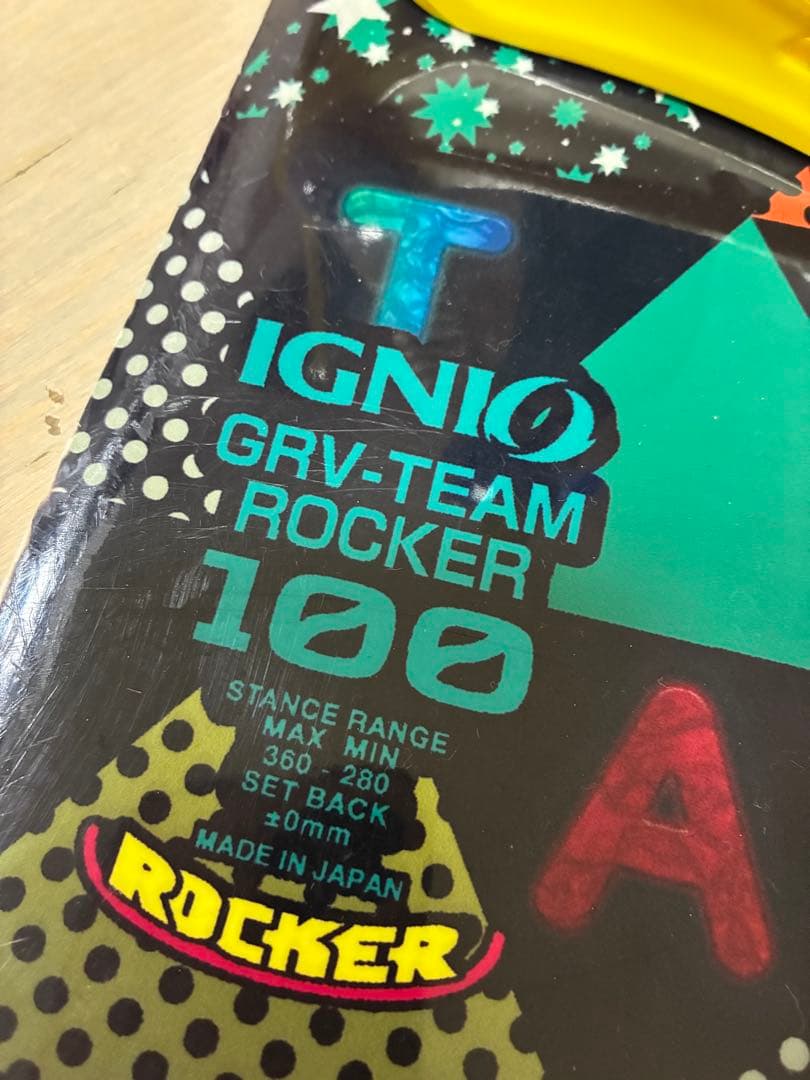 T
IGNIO
GRV-TEAM
ROCKER
100
STANCE RANGE
MAX MIN
360 - 280
SET BACK
±0mm
MADE IN JAPAN
ROCKER
A